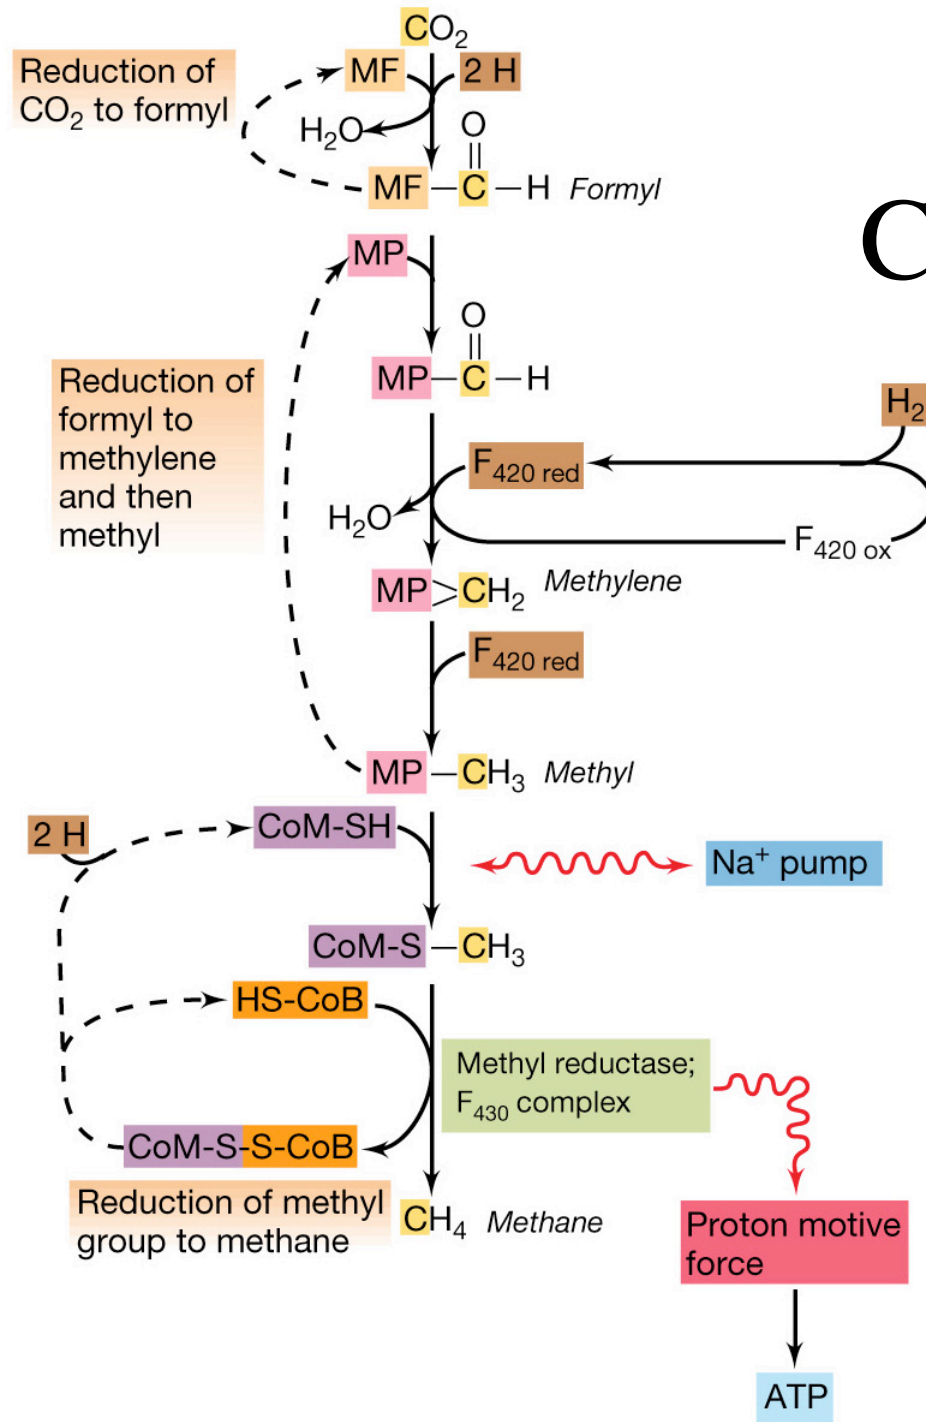 CO₂
Reduction of
CO₂ to formyl
MF
2 H
H₂O
O
MF – C – H Formyl
C
MP
O
MP – C – H
Reduction of
formyl to
methylene
and then
methyl
H₂
F₄₂₀ red
H₂O
F₄₂₀ ox
MP CH₂ Methylene
F₄₂₀ red
MP – CH₃ Methyl
2 H
CoM-SH
Na⁺ pump
CoM-S – CH₃
HS-CoB
Methyl reductase;
F₄₃₀ complex
CoM-S-S-CoB
Reduction of methyl
group to methane
CH₄ Methane
Proton motive
force
ATP